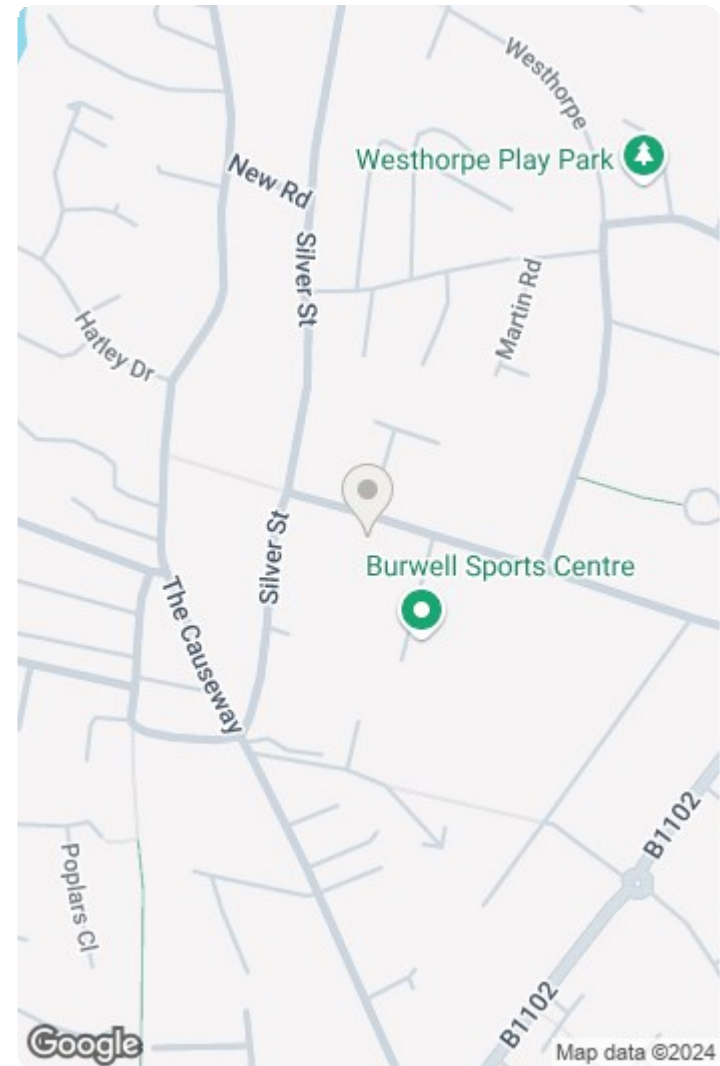 Westhorpe
Westhorpe Play Park
New Rd
Silver St
Martin Rd
Hatley Dr
Silver St
Burwell Sports Centre
The Causeway
B1102
Poplars Cl
B1102
Google
Map data ©2024